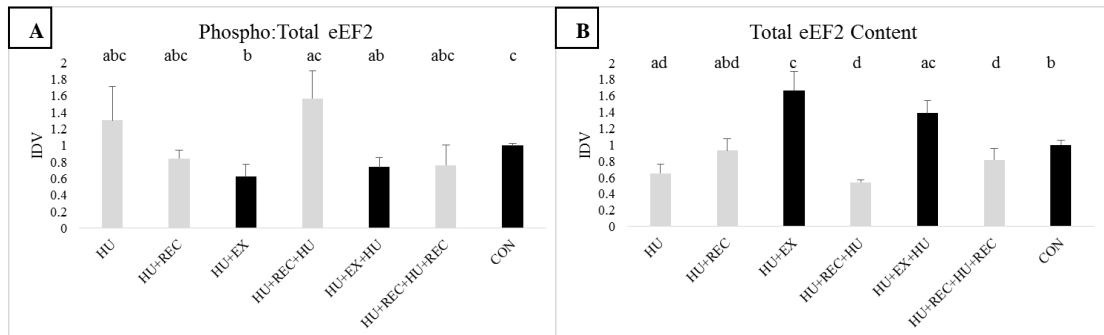 A
Phospho:Total eEF2
abc abc b ac ab abc c
2
1.8
1.6
1.4
1.2
1
0.8
0.6
0.4
0.2
0
IDV
HU HU+REC HU+EX HU+REC+HU HU+EX+HU HU+REC+HU+REC CON
B
Total eEF2 Content
ad abd c d ac d b
2
1.8
1.6
1.4
1.2
1
0.8
0.6
0.4
0.2
0
IDV
HU HU+REC HU+EX HU+REC+HU HU+EX+HU HU+REC+HU+REC CON